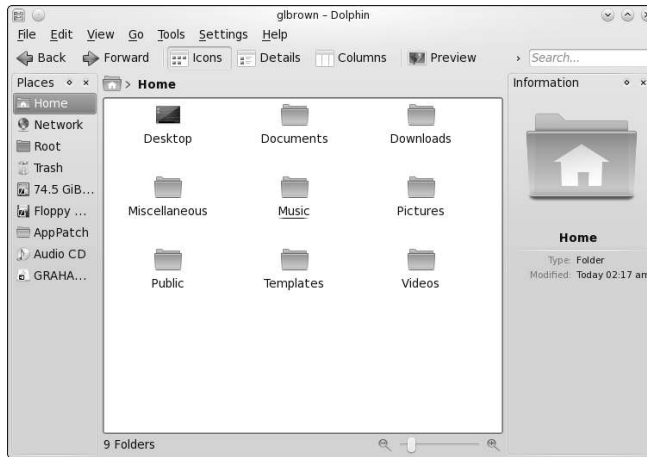 glbrown – Dolphin
File Edit View Go Tools Settings Help
Back Forward Icons Details Columns Preview Search...
Places
Home
Network
Root
Trash
74.5 GiB...
Floppy ...
AppPatch
Audio CD
GRAHA...
> Home
Desktop Documents Downloads
Miscellaneous Music Pictures
Public Templates Videos
9 Folders
Information
Home
Type: Folder
Modified: Today 02:17 am